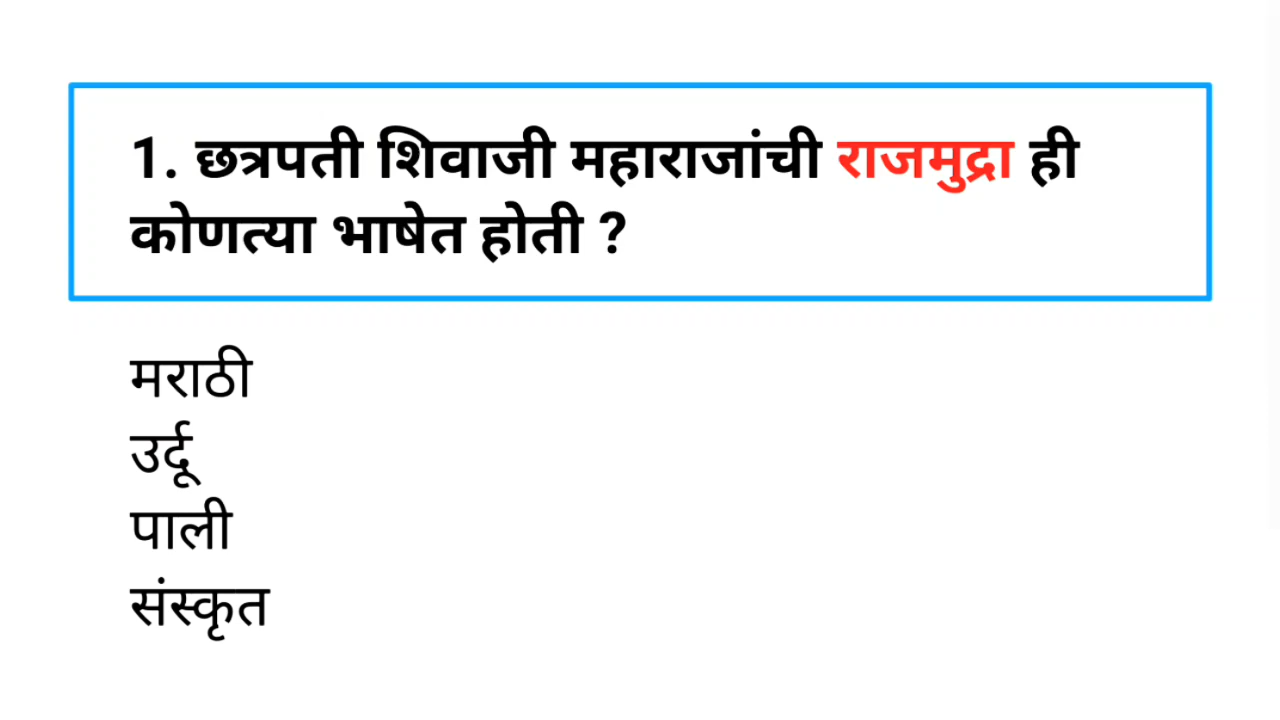 1. छत्रपती शिवाजी महाराजांची राजमुद्रा ही
कोणत्या भाषेत होती ?
मराठी
उर्दू
पाली
संस्कृत